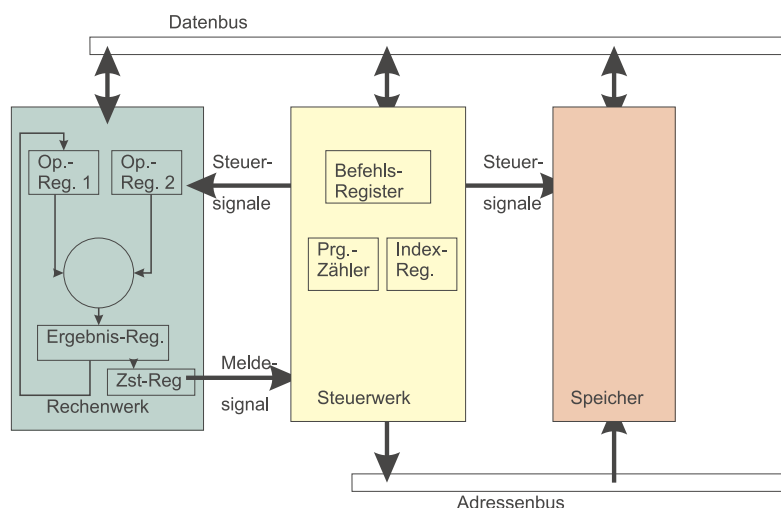 Datenbus
Op.-
Reg. 1
Op.-
Reg. 2
Steuer-
signale
Befehls-
Register
Steuer-
signale
Prg.-
Zähler
Index-
Reg.
Ergebnis-Reg.
Zst-Reg
Melde-
signal
Rechenwerk
Steuerwerk
Speicher
Adressenbus